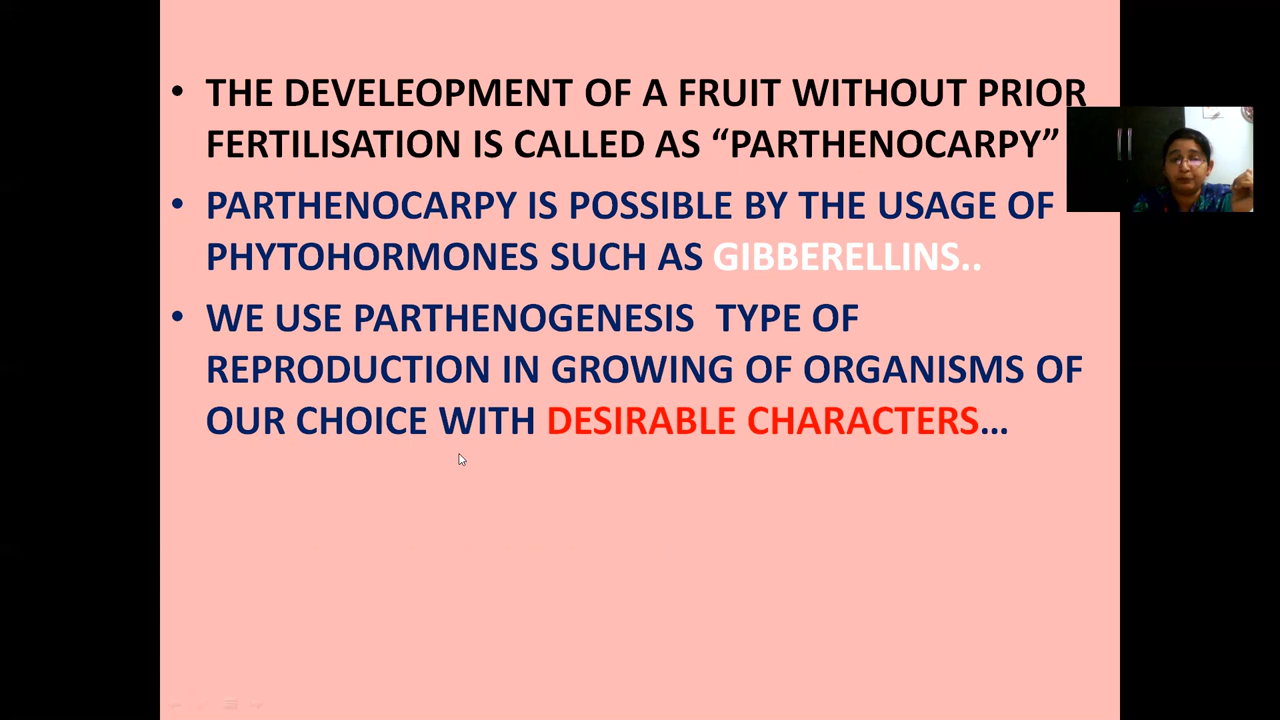 • THE DEVELEOPMENT OF A FRUIT WITHOUT PRIOR
FERTILISATION IS CALLED AS “PARTHENOCARPY”
• PARTHENOCARPY IS POSSIBLE BY THE USAGE OF
PHYTOHORMONES SUCH AS GIBBERELLINS..
• WE USE PARTHENOGENESIS  TYPE OF
REPRODUCTION IN GROWING OF ORGANISMS OF
OUR CHOICE WITH DESIRABLE CHARACTERS…